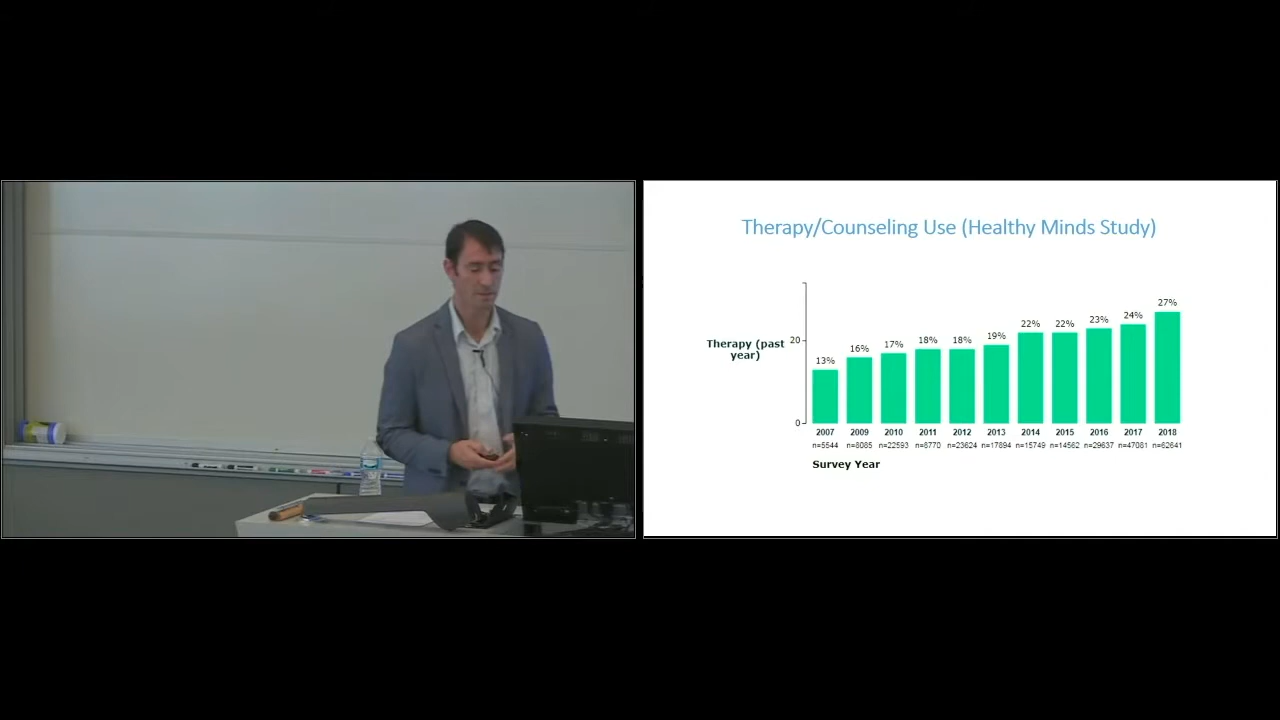 Therapy/Counseling Use (Healthy Minds Study)
27%
24%
23%
22% 22%
19%
18% 18%
17%
16%
13%
Therapy (past
year)
20
0
2007 2009 2010 2011 2012 2013 2014 2015 2016 2017 2018
n=5544 n=8085 n=22593 n=8770 n=23624 n=17894 n=15749 n=14562 n=29637 n=47081 n=62641
Survey Year